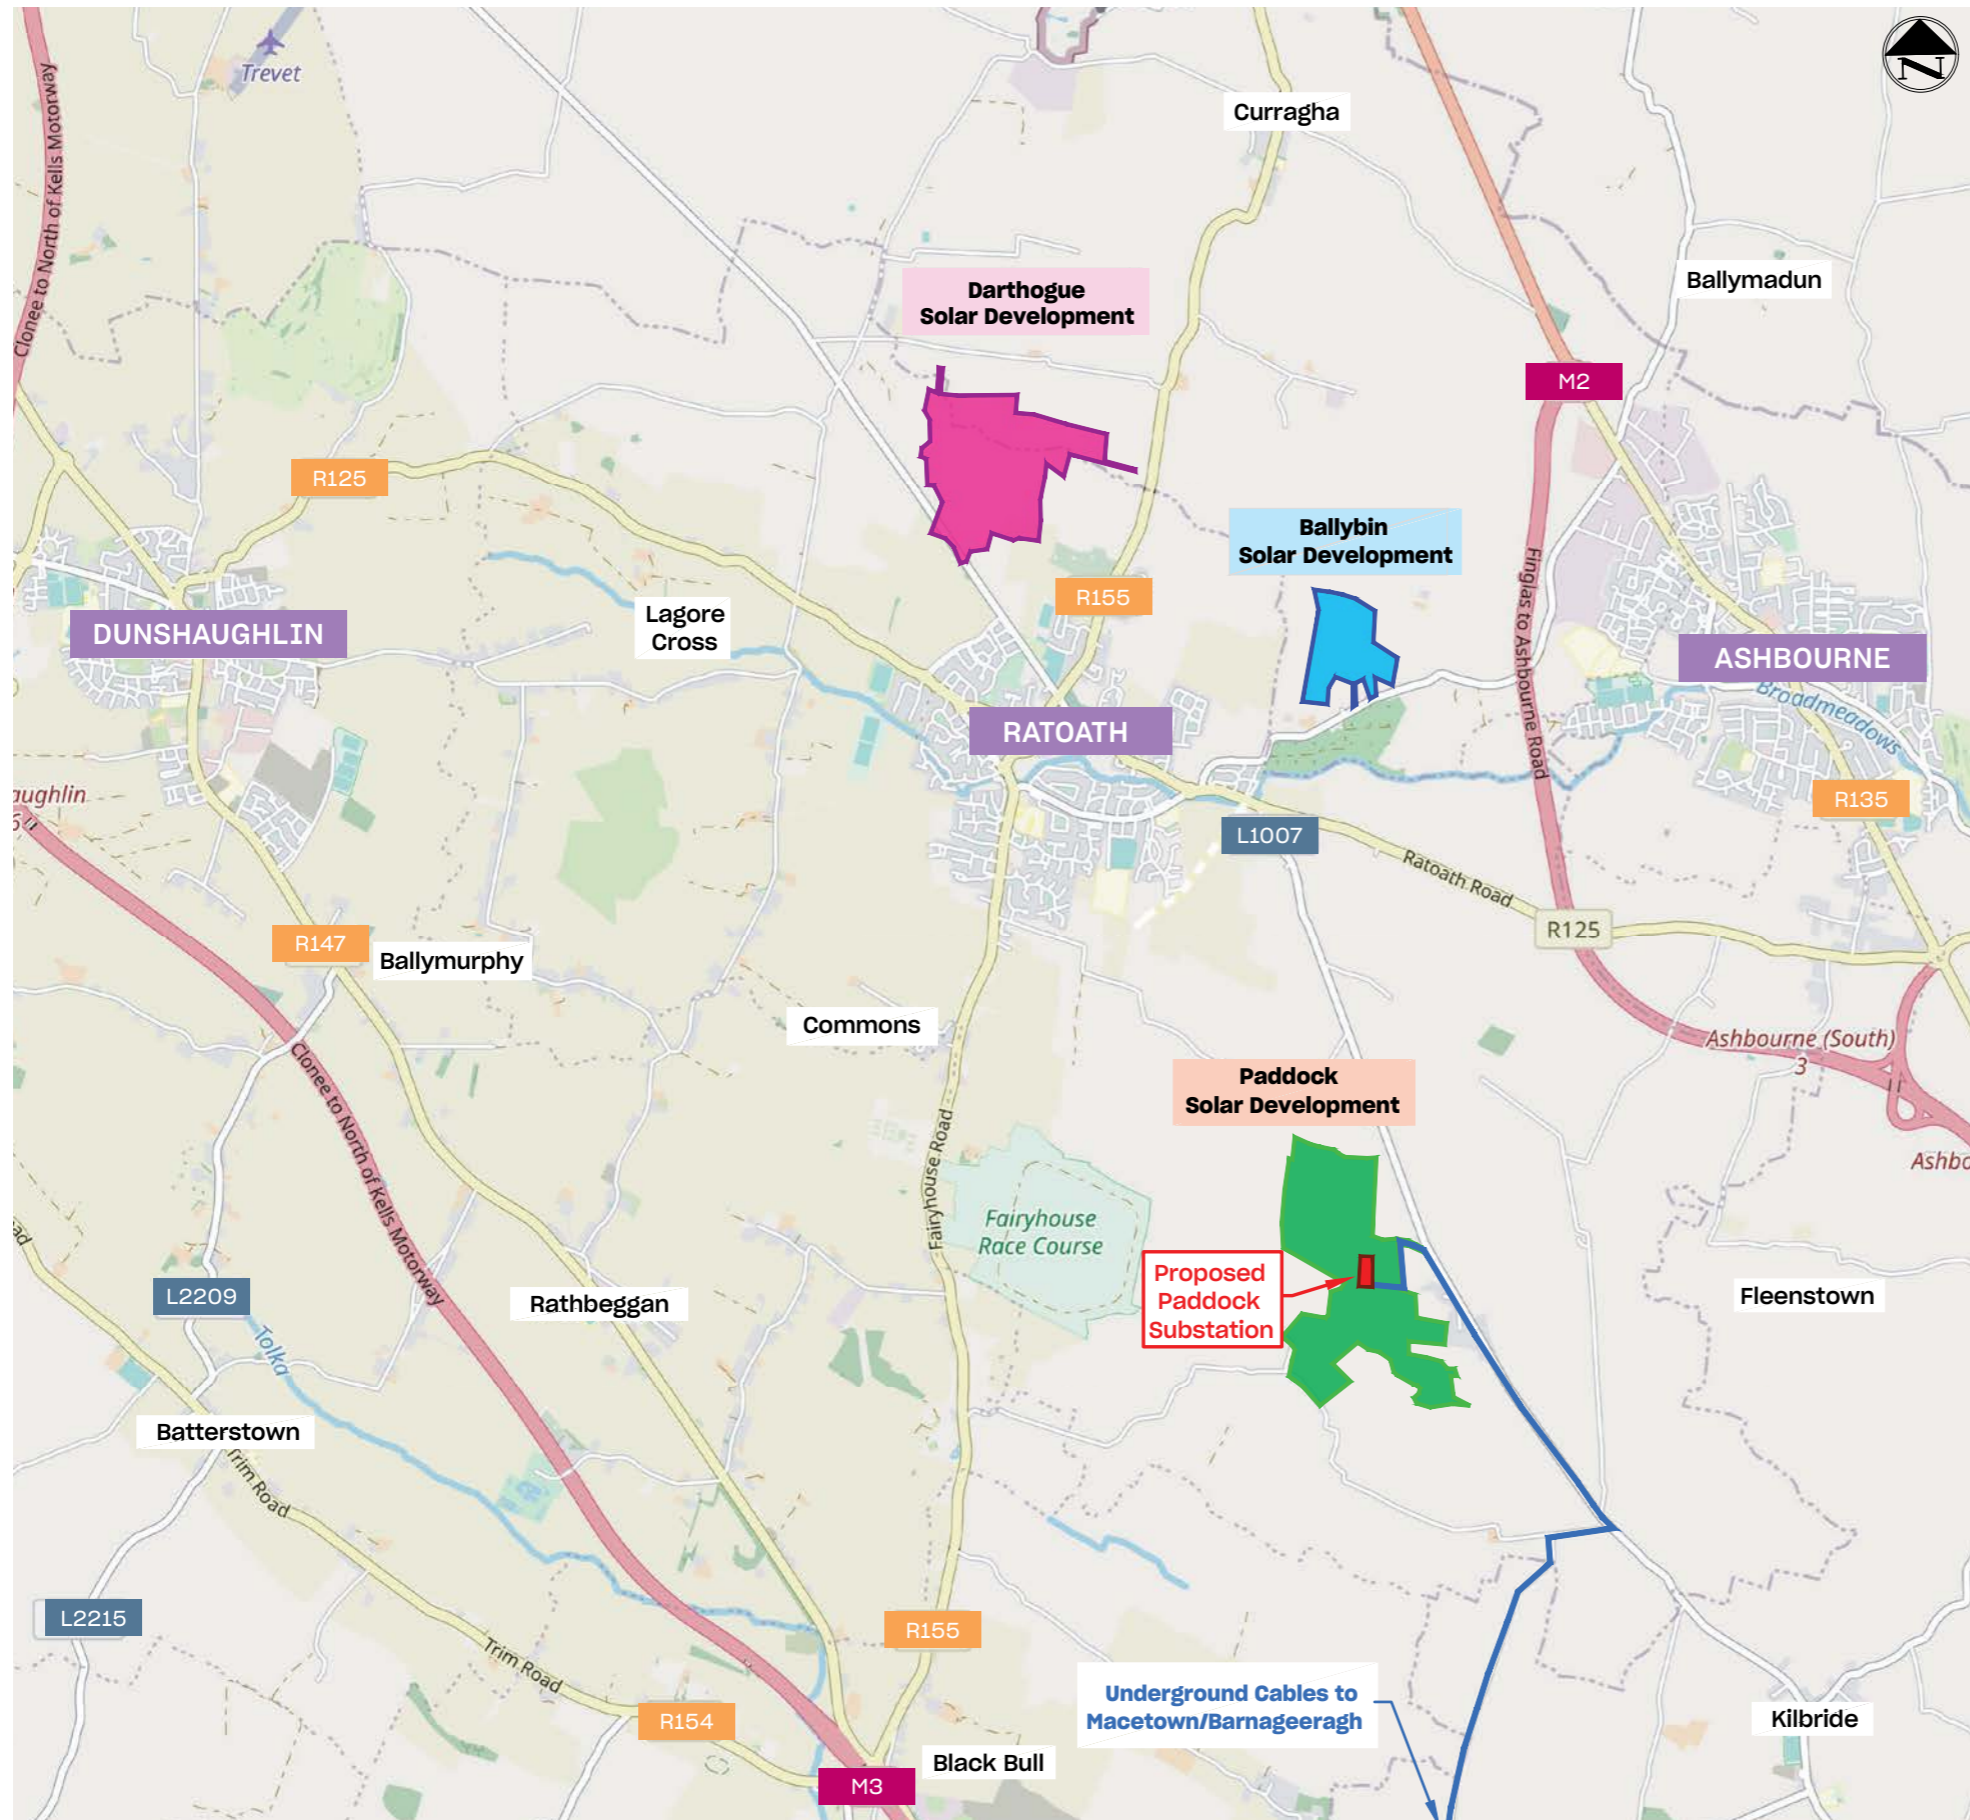 N
Trevet
Clonee to North of Kells Motorway
Curragha
Ballymadun
Darthogue
Solar Development
M2
R125
Ballybin
Solar Development
R155
Lagore
Cross
DUNSHAUGHLIN
Finglas to Ashbourne Road
ASHBOURNE
Broadmeadows
RATOATH
aughlin
6
R135
L1007
Ratoath Road
R125
R147
Ballymurphy
Commons
Ashbourne (South)
3
Clonee to North of Kells Motorway
Paddock
Solar Development
Ashbo
Fairyhouse Road
Fairyhouse
Race Course
ad
Proposed
Paddock
Substation
L2209
Rathbeggan
Fleenstown
Tolka
Batterstown
Trim Road
L2215
R155
Trim Road
Underground Cables to
Macetown/Barnageeragh
R154
Kilbride
Black Bull
M3